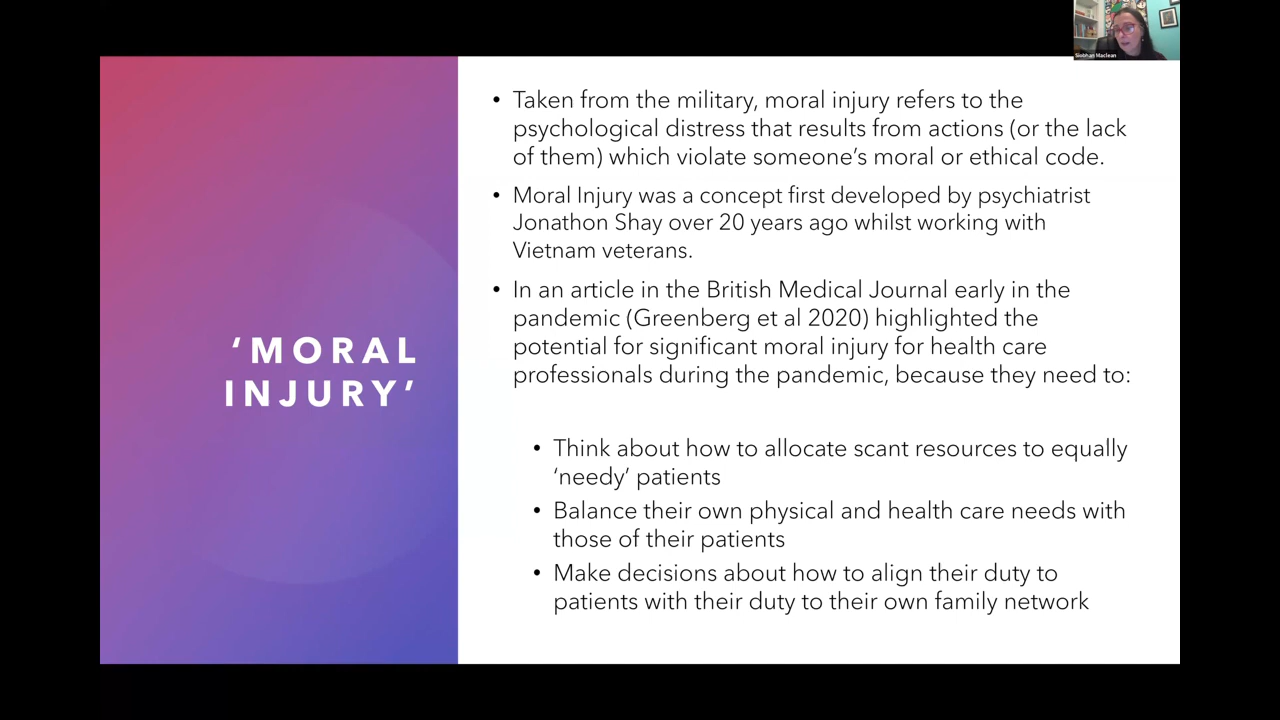 Siobhan Maclean
‘MORAL
INJURY’
• Taken from the military, moral injury refers to the
psychological distress that results from actions (or the lack
of them) which violate someone’s moral or ethical code.
• Moral Injury was a concept first developed by psychiatrist
Jonathon Shay over 20 years ago whilst working with
Vietnam veterans.
• In an article in the British Medical Journal early in the
pandemic (Greenberg et al 2020) highlighted the
potential for significant moral injury for health care
professionals during the pandemic, because they need to:
• Think about how to allocate scant resources to equally
‘needy’ patients
• Balance their own physical and health care needs with
those of their patients
• Make decisions about how to align their duty to
patients with their duty to their own family network